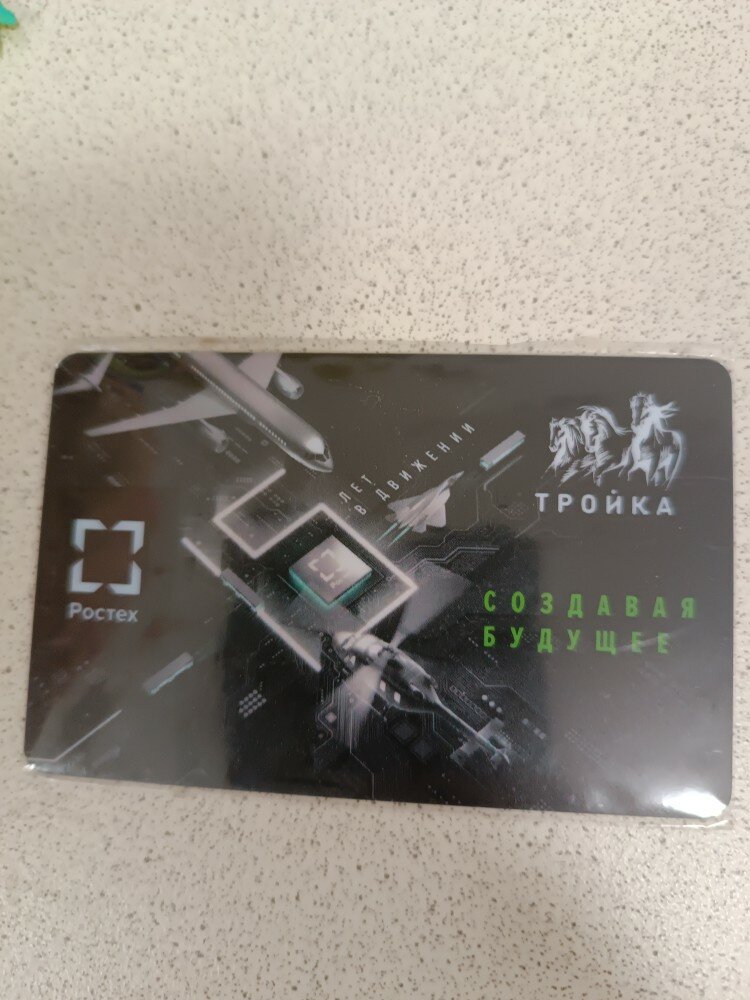 ЛЕТ
В ДВИЖЕНИИ
ТРОЙКА
Ростех
СОЗДАВАЯ
БУДУЩЕЕ